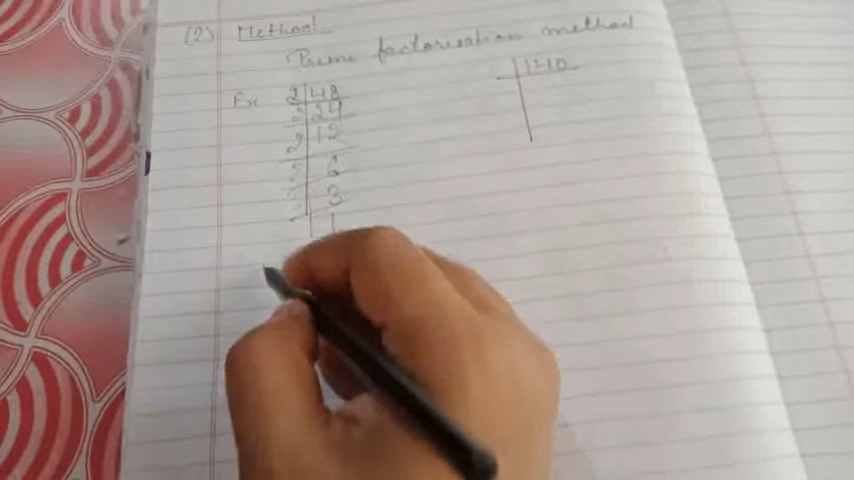 (2) Method
Prime factorisation method
Ex 2 48
2 24
2 12
2 6
3 3
1
140